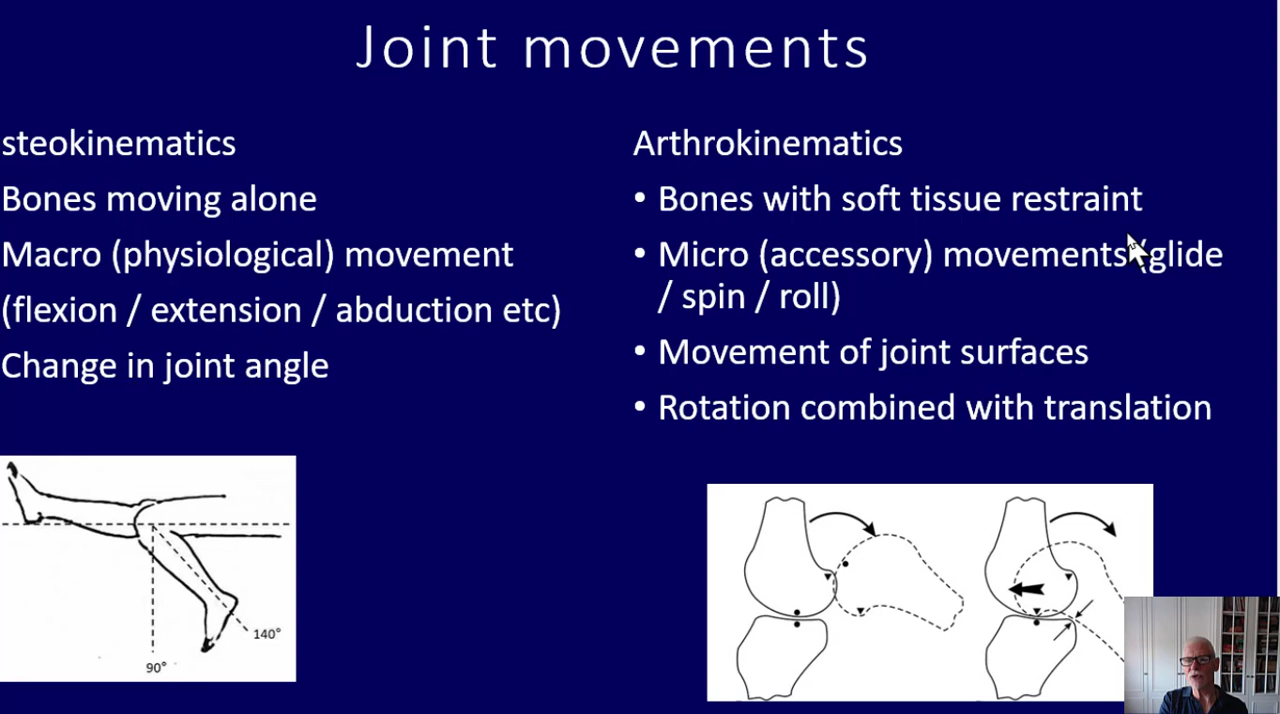 Joint movements
steokinematics
Bones moving alone
Macro (physiological) movement
(flexion / extension / abduction etc)
Change in joint angle
Arthrokinematics
• Bones with soft tissue restraint
• Micro (accessory) movements (glide
/ spin / roll)
• Movement of joint surfaces
• Rotation combined with translation
140°
90°